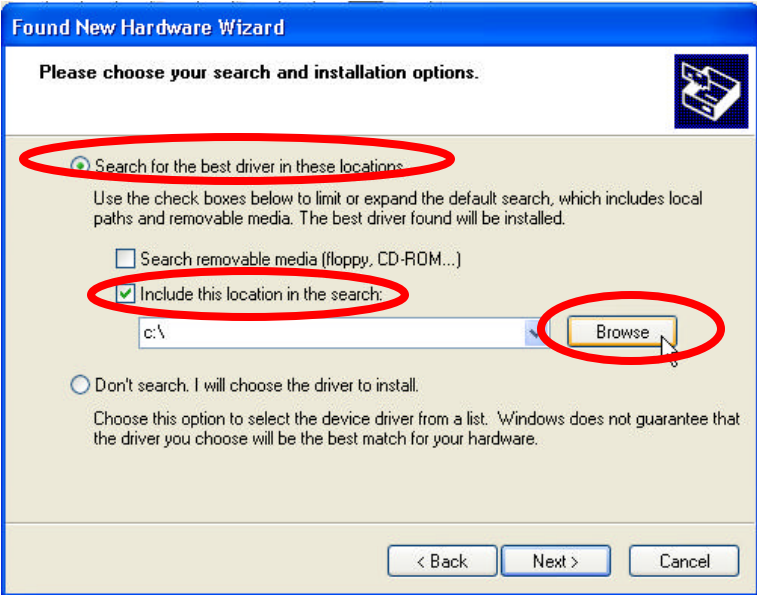 Found New Hardware Wizard
Please choose your search and installation options.
Search for the best driver in these locations.
Use the check boxes below to limit or expand the default search, which includes local
paths and removable media. The best driver found will be installed.
Search removable media (floppy, CD-ROM...)
Include this location in the search:
c:\
Browse
Don't search. I will choose the driver to install.
Choose this option to select the device driver from a list. Windows does not guarantee that
the driver you choose will be the best match for your hardware.
< Back
Next >
Cancel